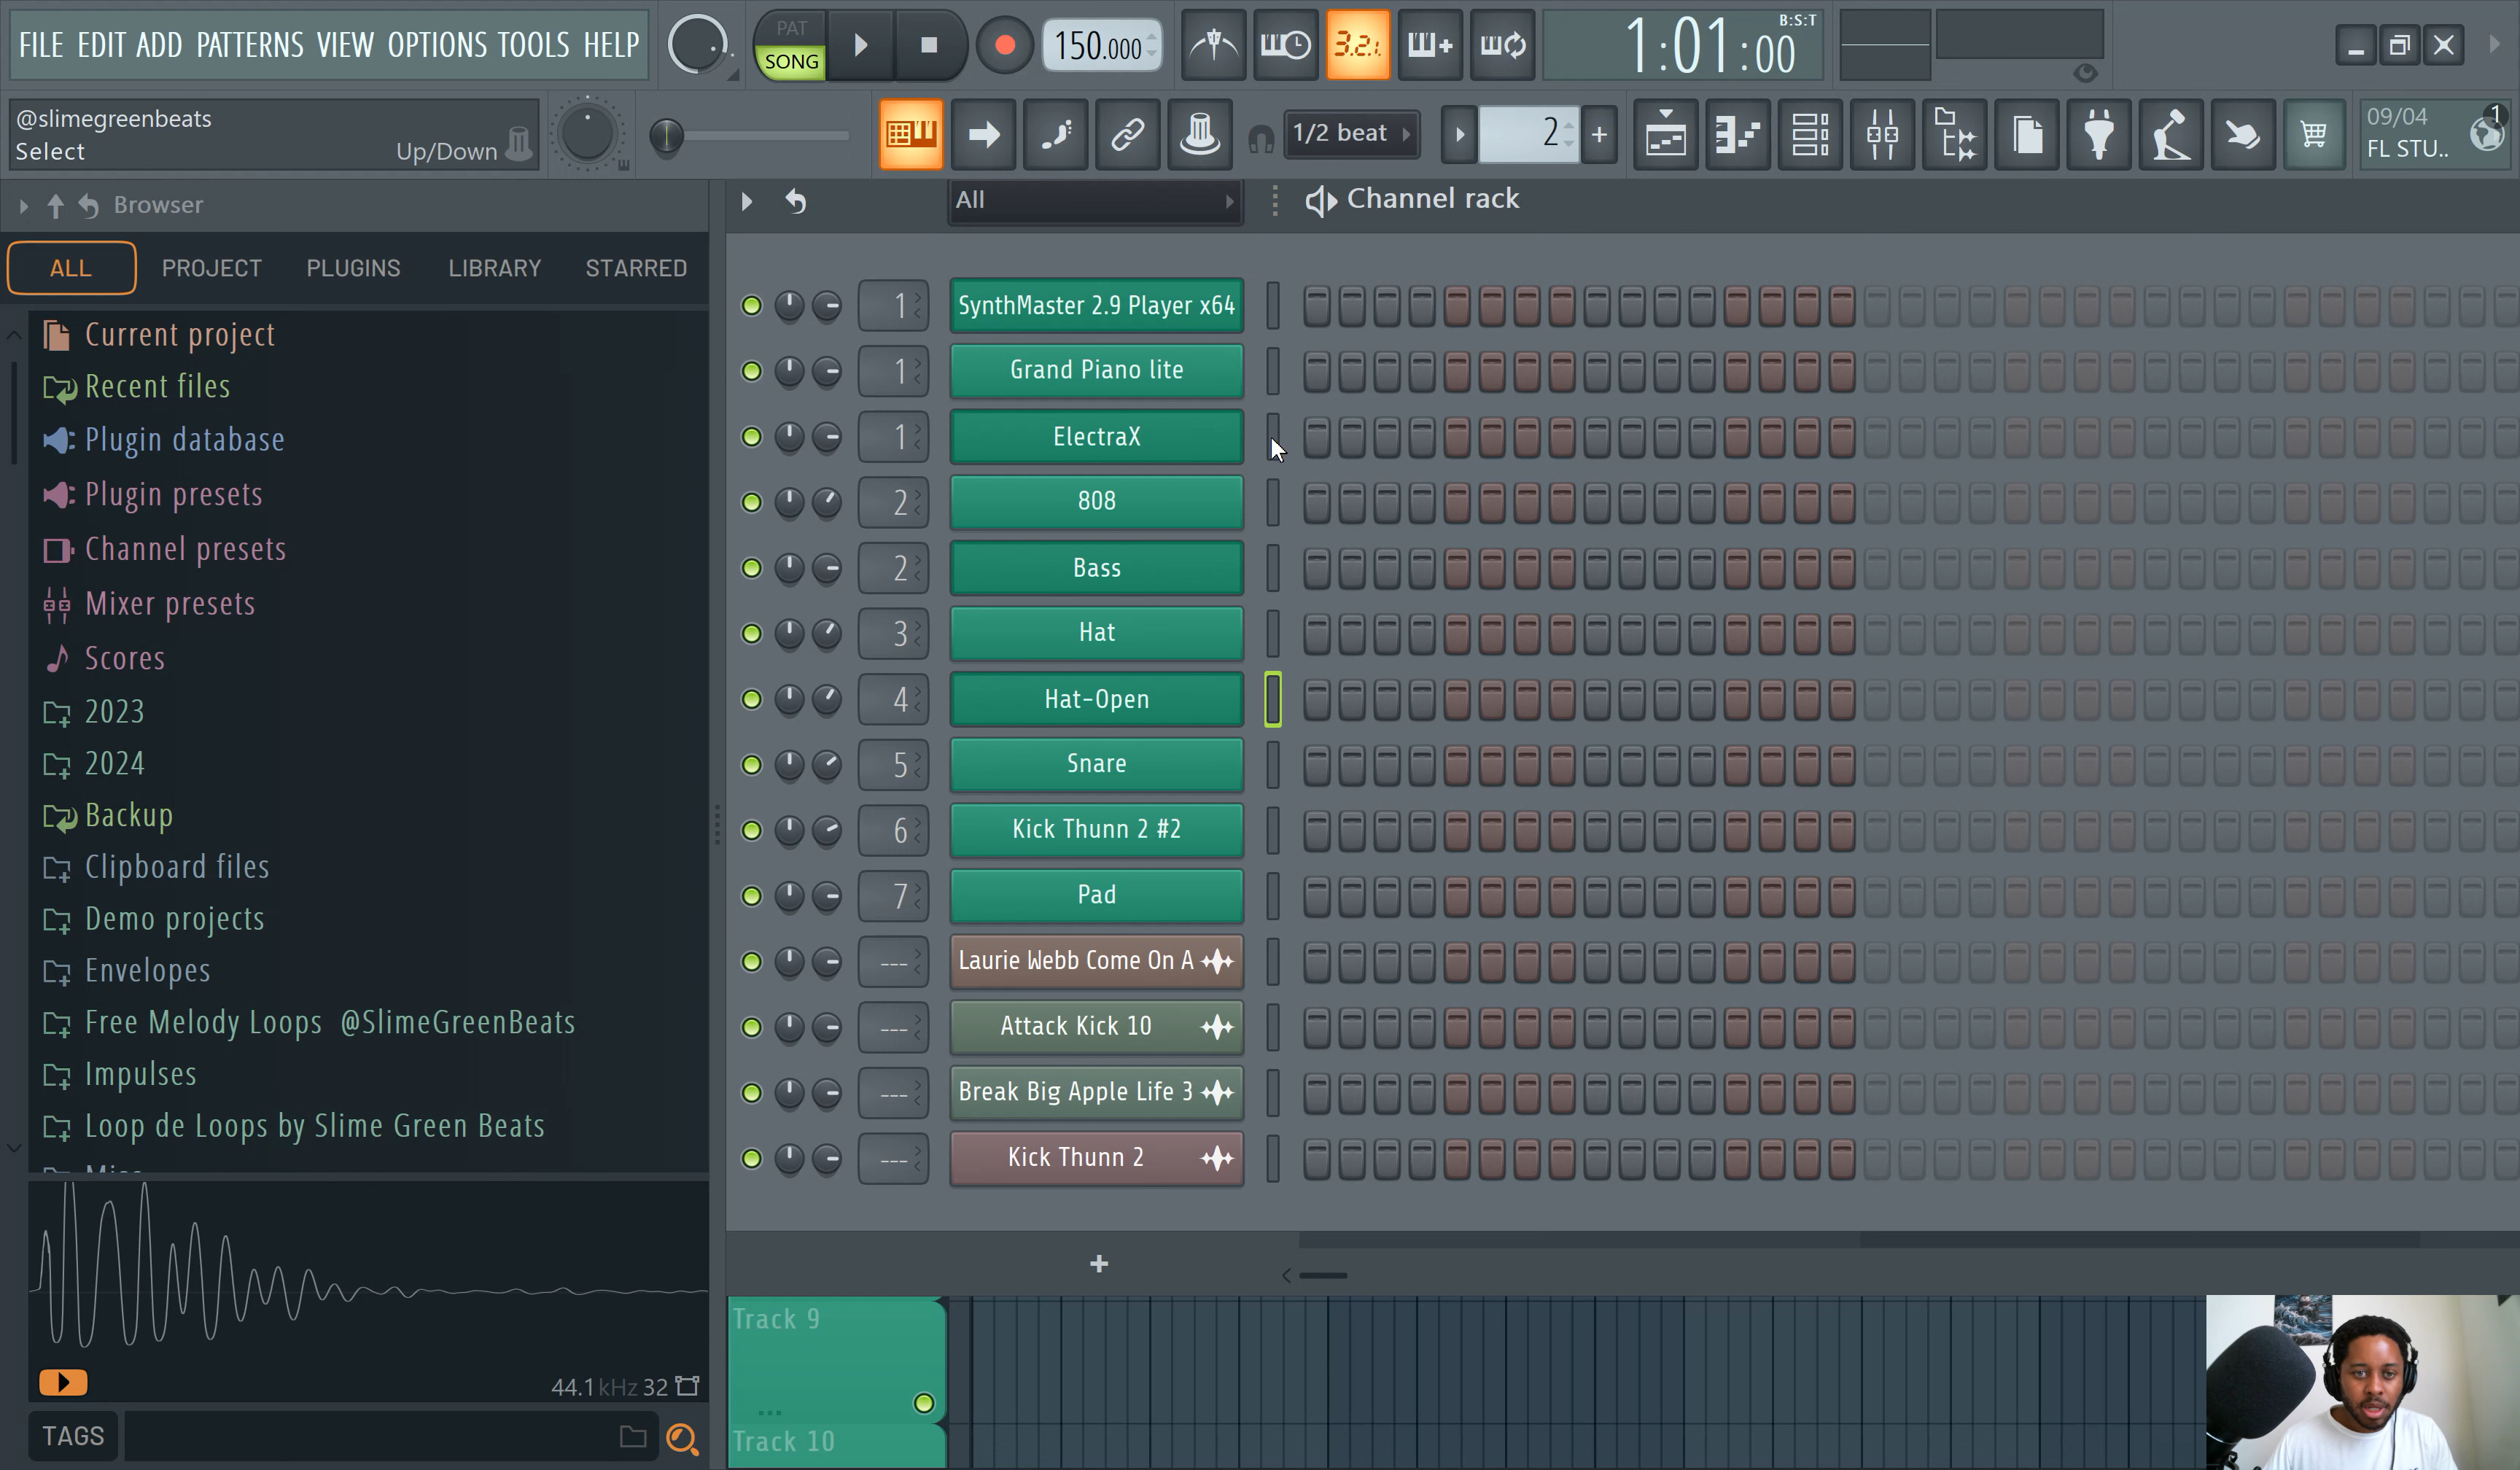 FILE EDIT ADD PATTERNS VIEW OPTIONS TOOLS HELP
PAT
SONG
150.000
3.2.1.
B:S:T
1:01:00
@slimegreenbeats
Select
Up/Down
1/2 beat
2
+
09/04
1
FL STU..
Browser
All
Channel rack
ALL
PROJECT
PLUGINS
LIBRARY
STARRED
Current project
Recent files
Plugin database
Plugin presets
Channel presets
Mixer presets
Scores
2023
2024
Backup
Clipboard files
Demo projects
Envelopes
Free Melody Loops @SlimeGreenBeats
Impulses
Loop de Loops by Slime Green Beats
44.1kHz 32
TAGS
1 SynthMaster 2.9 Player x64
1 Grand Piano lite
1 ElectraX
2 808
2 Bass
3 Hat
4 Hat-Open
5 Snare
6 Kick Thunn 2 #2
7 Pad
--- Laurie Webb Come On A
--- Attack Kick 10
--- Break Big Apple Life 3
--- Kick Thunn 2
+
Track 9
...
Track 10